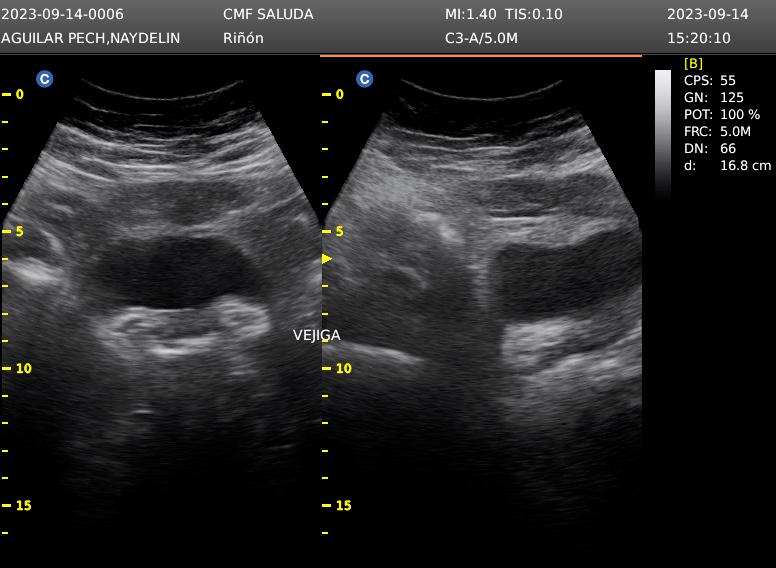 2023-09-14-0006 CMF SALUDA MI:1.40 TIS:0.10 2023-09-14
AGUILAR PECH,NAYDELIN Riñón C3-A/5.0M 15:20:10
C C
[B]
CPS: 55
GN: 125
POT: 100 %
FRC: 5.0M
DN: 66
d: 16.8 cm
0 0
5 5
VEJIGA
10 10
15 15